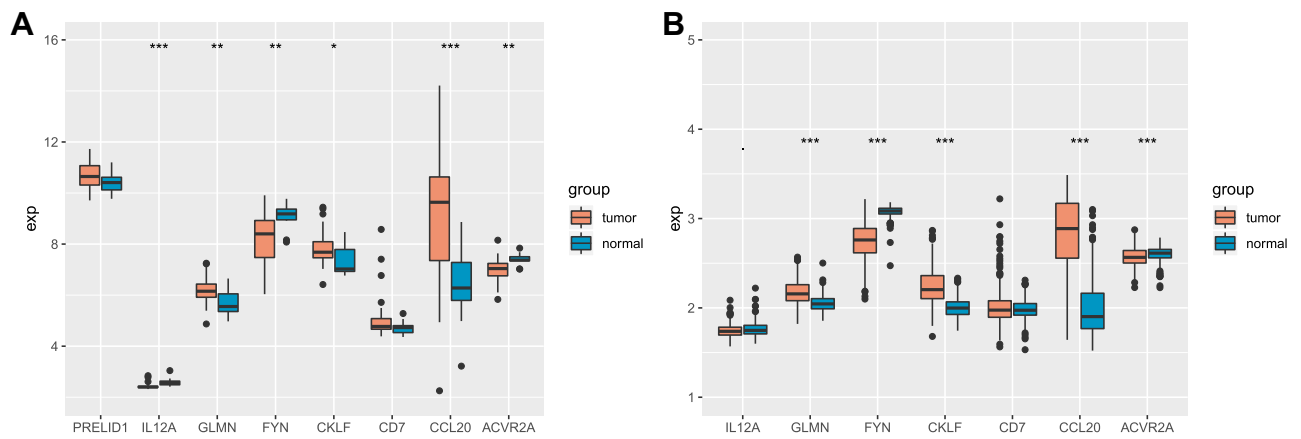 A
16
12
8
4
exp
*** ** ** * *** **
PRELID1 IL12A GLMN FYN CKLF CD7 CCL20 ACVR2A
group
tumor
normal
B
5
4
3
2
1
exp
. *** *** *** *** ***
IL12A GLMN FYN CKLF CD7 CCL20 ACVR2A
group
tumor
normal